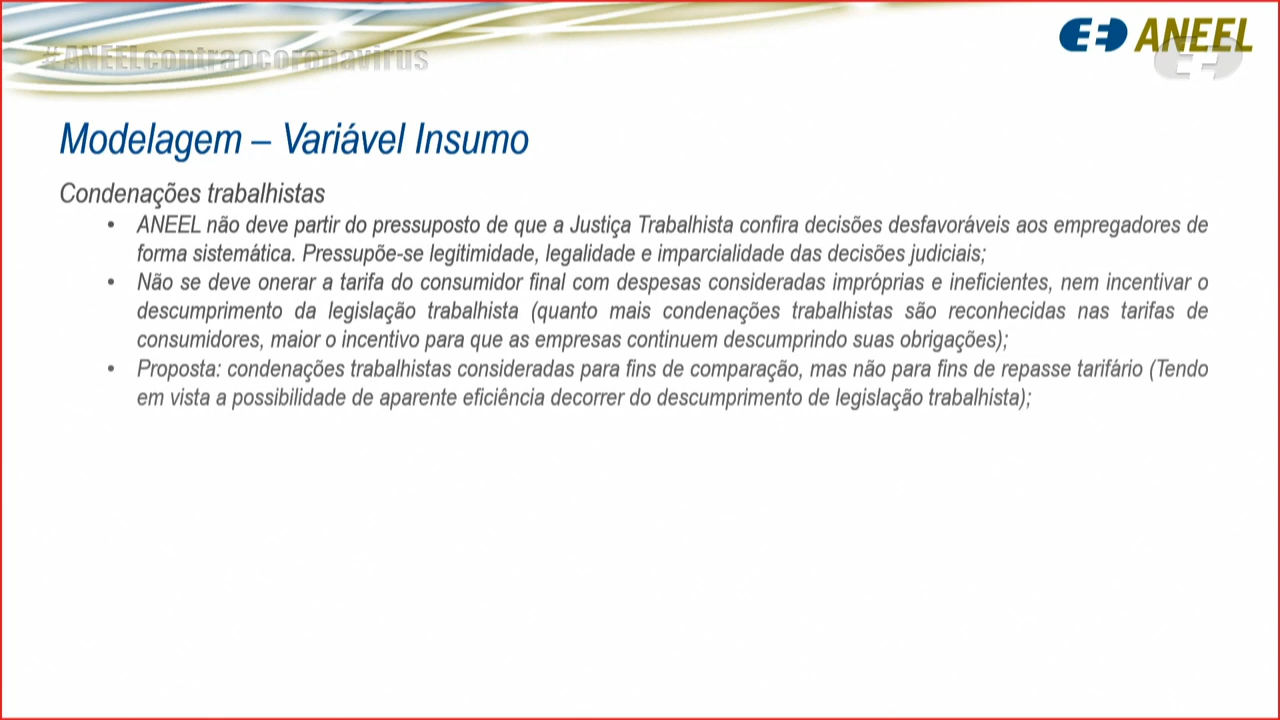 #ANEELcontraocoronavirus
ANEEL
Modelagem – Variável Insumo
Condenações trabalhistas
• ANEEL não deve partir do pressuposto de que a Justiça Trabalhista confira decisões desfavoráveis aos empregadores de
forma sistemática. Pressupõe-se legitimidade, legalidade e imparcialidade das decisões judiciais;
• Não se deve onerar a tarifa do consumidor final com despesas consideradas impróprias e ineficientes, nem incentivar o
descumprimento da legislação trabalhista (quanto mais condenações trabalhistas são reconhecidas nas tarifas de
consumidores, maior o incentivo para que as empresas continuem descumprindo suas obrigações);
• Proposta: condenações trabalhistas consideradas para fins de comparação, mas não para fins de repasse tarifário (Tendo
em vista a possibilidade de aparente eficiência decorrer do descumprimento de legislação trabalhista);